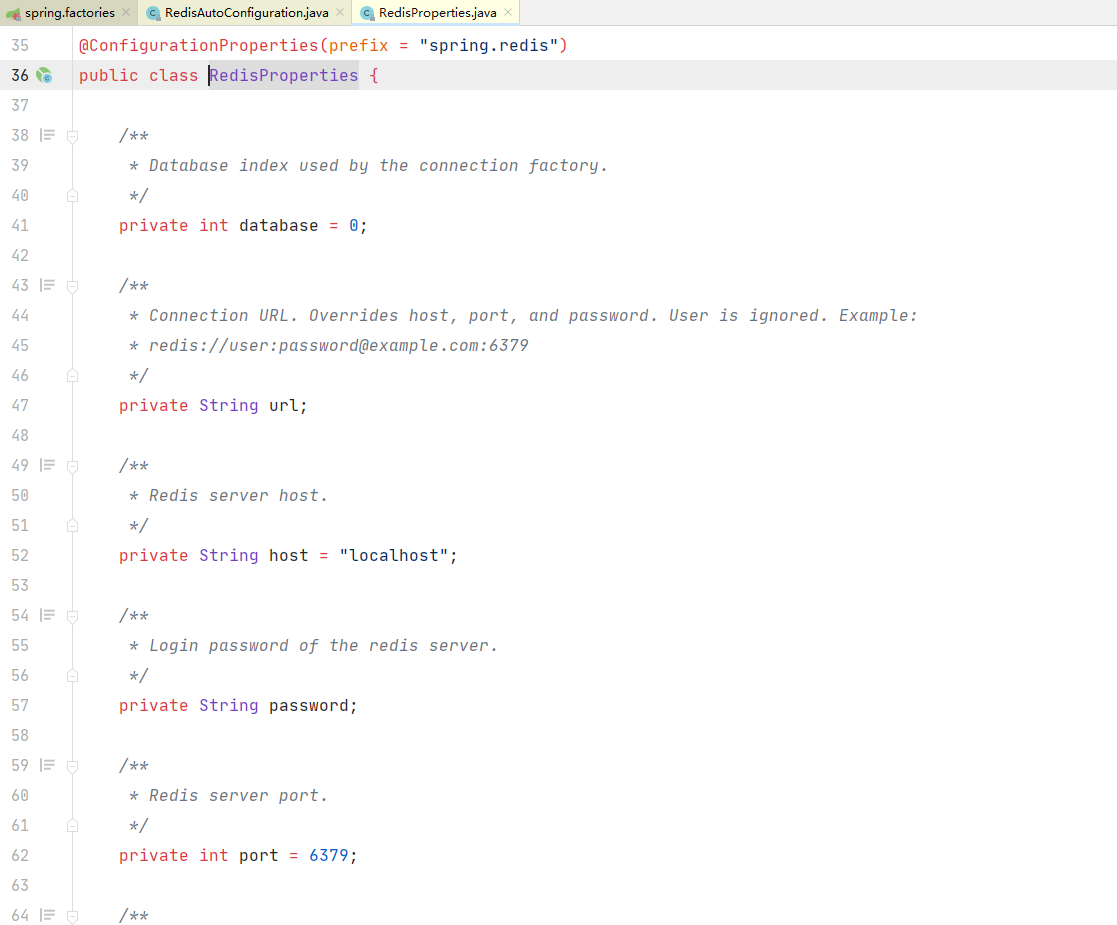 spring.factories RedisAutoConfiguration.java RedisProperties.java
35 @ConfigurationProperties(prefix = "spring.redis")
36 public class RedisProperties {
37
38 /**
39 * Database index used by the connection factory.
40 */
41 private int database = 0;
42
43 /**
44 * Connection URL. Overrides host, port, and password. User is ignored. Example:
45 * redis://user:password@example.com:6379
46 */
47 private String url;
48
49 /**
50 * Redis server host.
51 */
52 private String host = "localhost";
53
54 /**
55 * Login password of the redis server.
56 */
57 private String password;
58
59 /**
60 * Redis server port.
61 */
62 private int port = 6379;
63
64 /**